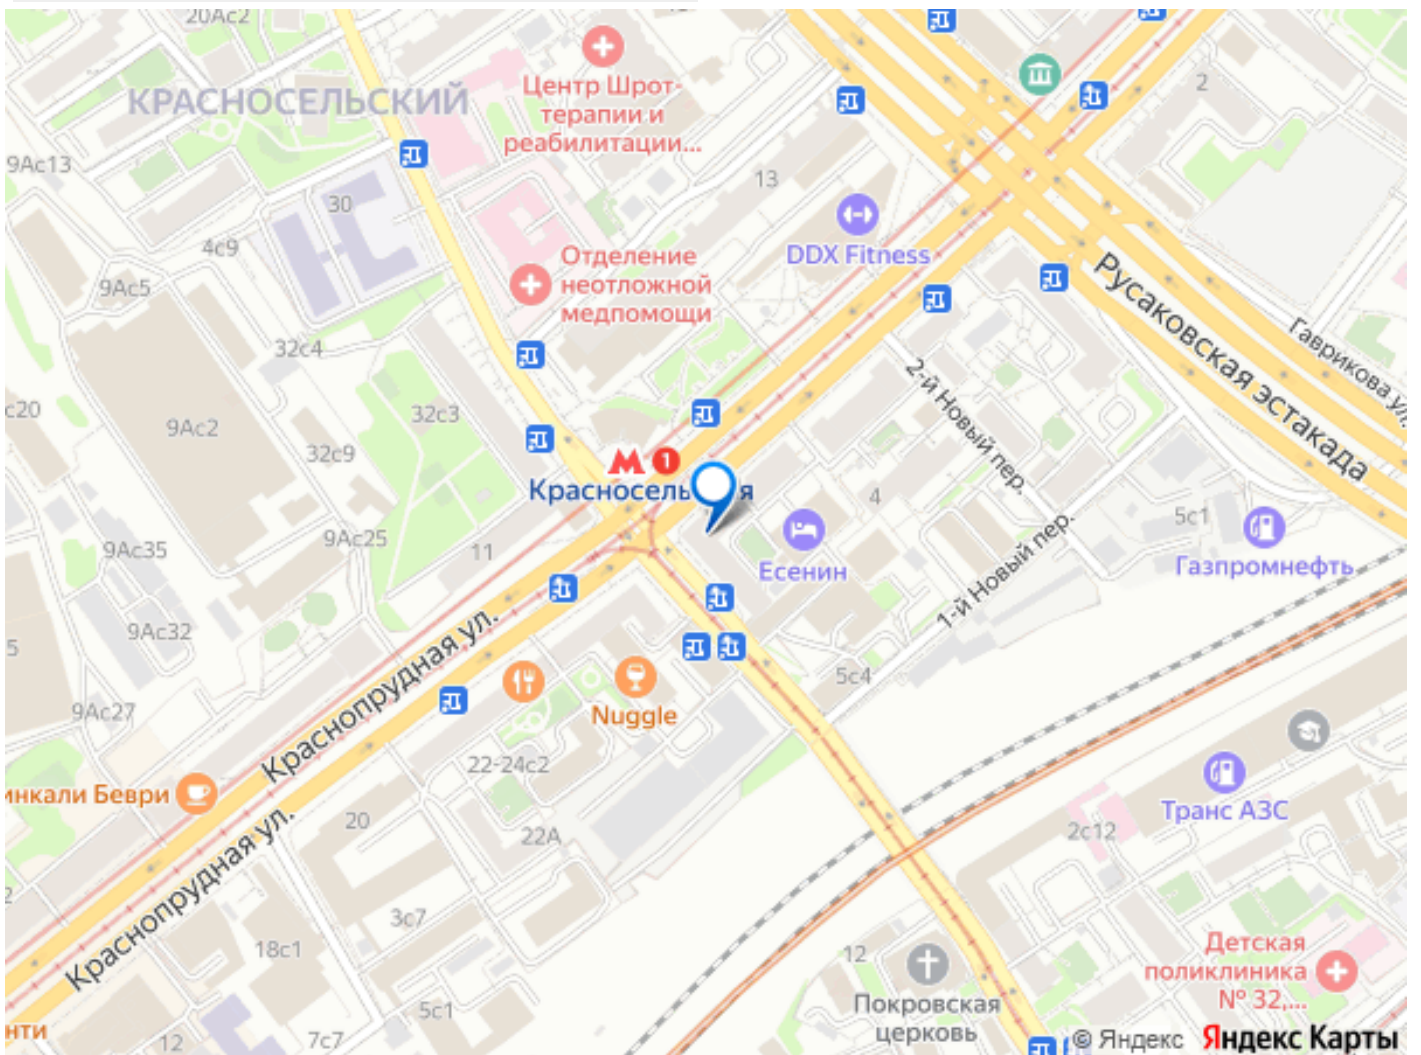 20Ас2
КРАСНОСЕЛЬСКИЙ
Центр Шрот-
терапии и
реабилитации...
2
9Ас13
30
13
4с9
DDX Fitness
Отделение
неотложной
медпомощи
9Ас5
Русаковская эстакада
Гаврикова ул.
32с4
2-й Новый пер.
с20
9Ас2
32с3
32с9
М 1
Красносель
я
4
5с1
Газпромнефть
9Ас35
9Ас25
11
Есенин
1-й Новый пер.
9Ас32
5
Краснопрудная ул.
5с4
9Ас27
Nuggle
22-24с2
инкали Беври
Транс АЗС
20
22А
2с12
Краснопрудная ул.
2
3с7
18с1
12
Детская
поликлиника
№ 32,...
Покровская
церковь
5с1
нти
12
7с7
© Яндекс Яндекс Карты